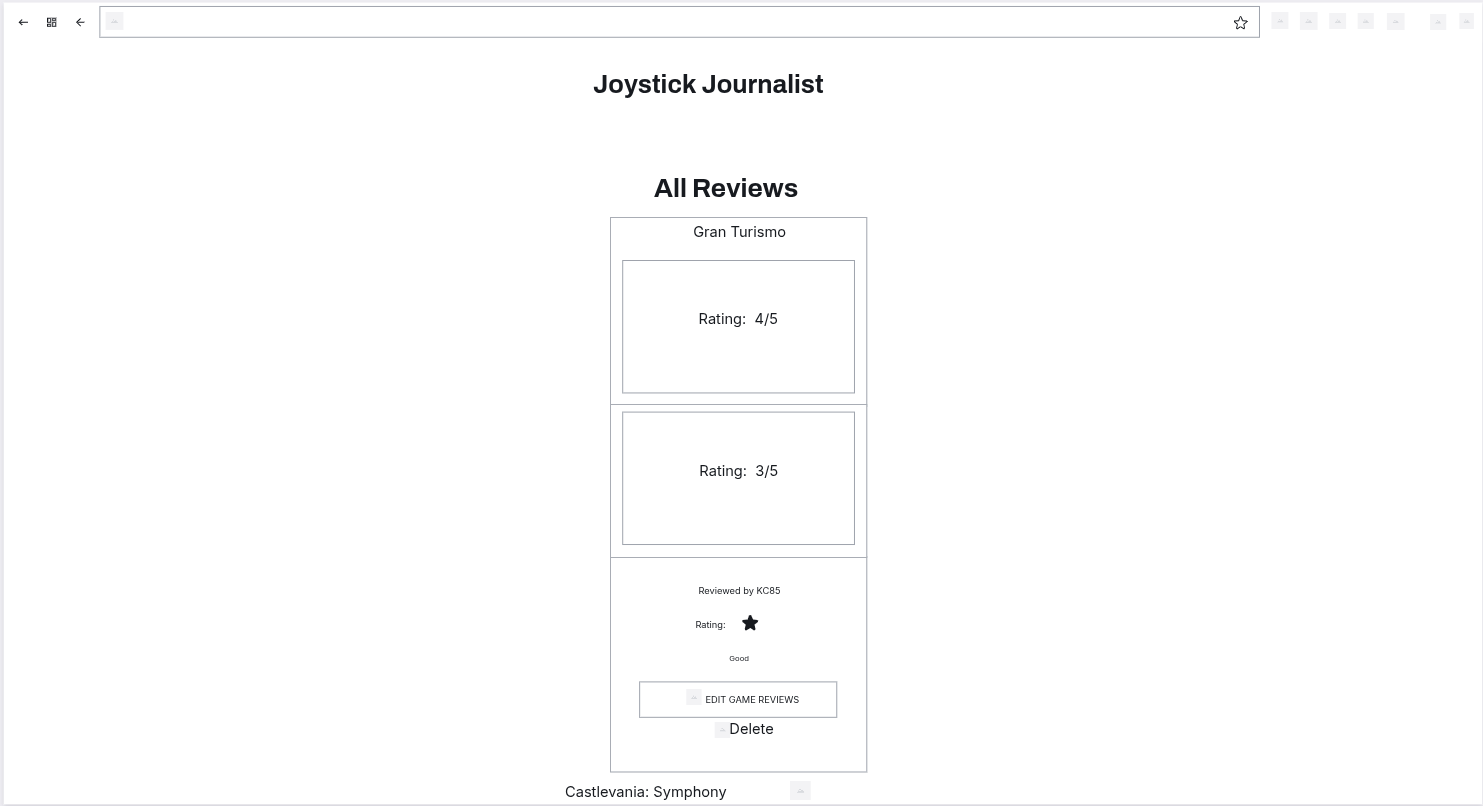 Joystick Journalist
All Reviews
Gran Turismo
Rating: 4/5
Rating: 3/5
Reviewed by KC85
Rating:
Good
EDIT GAME REVIEWS
Delete
Castlevania: Symphony